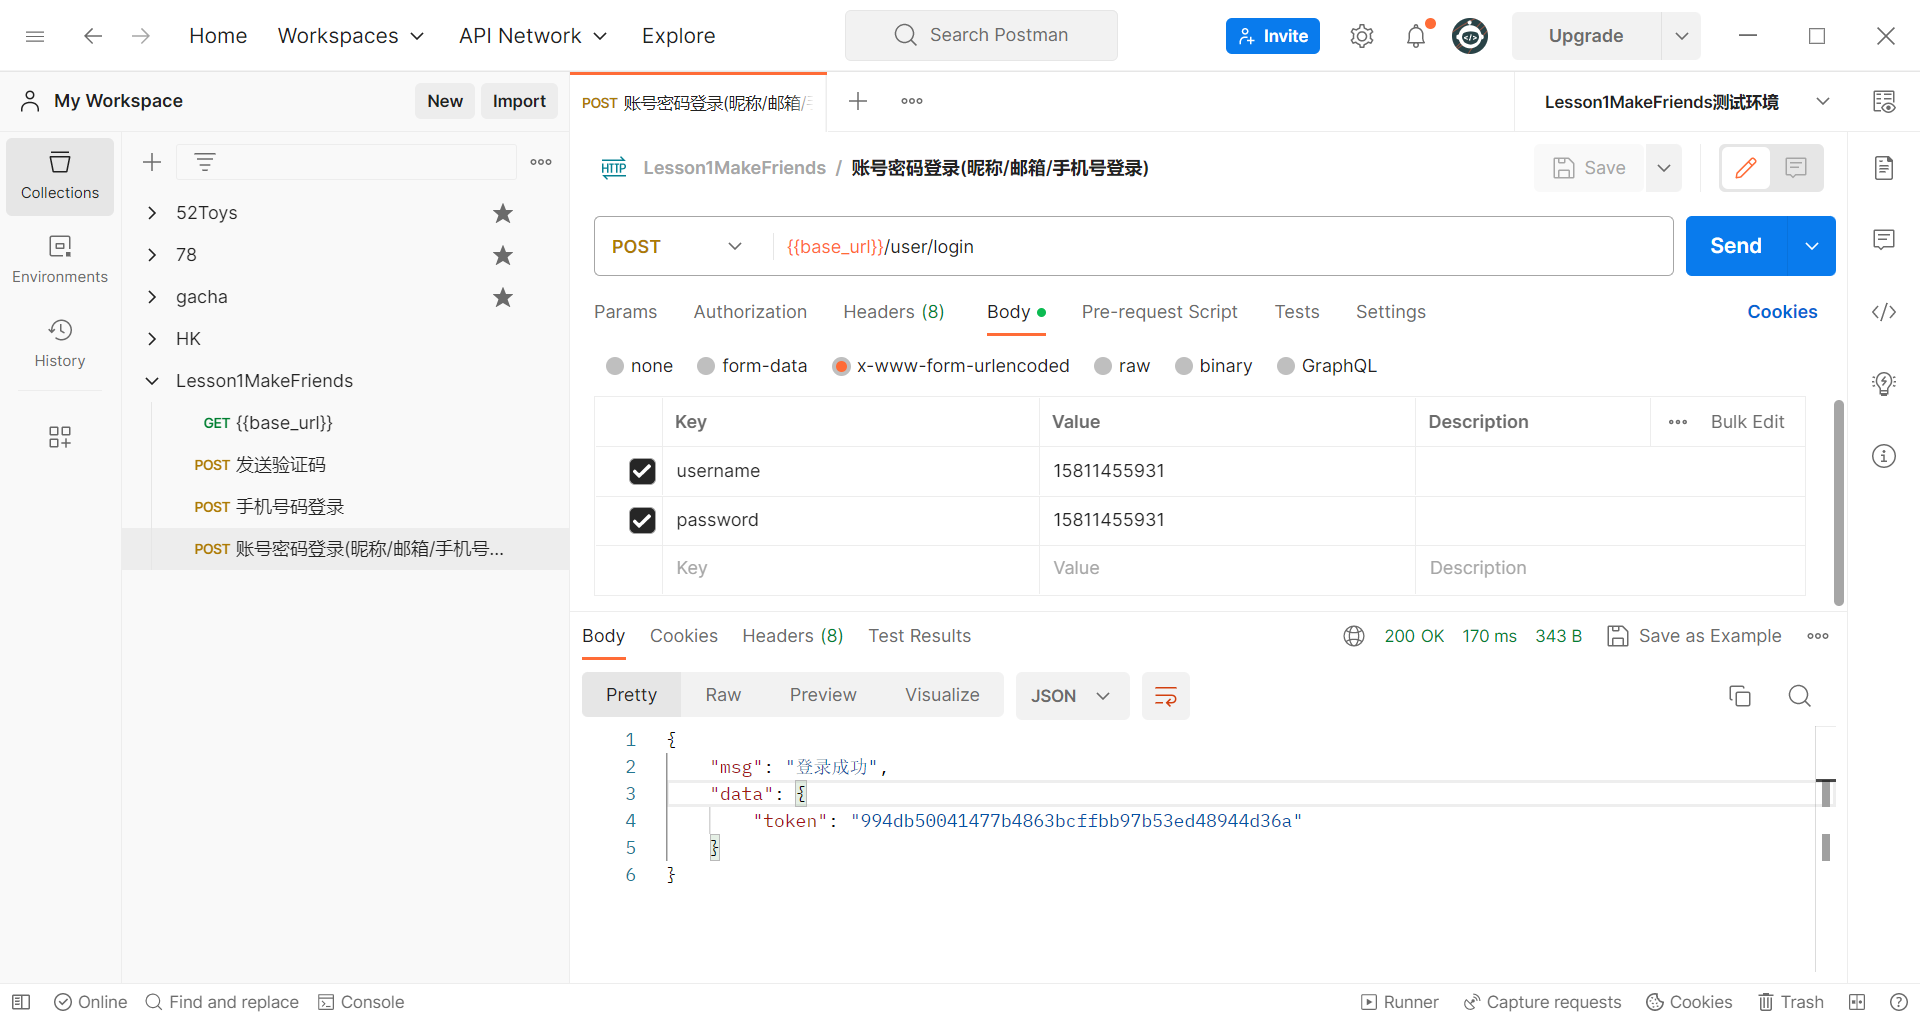 Home Workspaces API Network Explore Search Postman Invite Upgrade
My Workspace New Import
POST 账号密码登录(昵称/邮箱/
Lesson1MakeFriends测试环境
Collections
Environments
History
52Toys
78
gacha
HK
Lesson1MakeFriends
GET {{base_url}}
POST 发送验证码
POST 手机号码登录
POST 账号密码登录(昵称/邮箱/手机号...
HTTP Lesson1MakeFriends / 账号密码登录(昵称/邮箱/手机号登录)
Save
POST {{base_url}}/user/login Send
Params Authorization Headers (8) Body Pre-request Script Tests Settings Cookies
none form-data x-www-form-urlencoded raw binary GraphQL
Key Value Description Bulk Edit
username 15811455931
password 15811455931
Key Value Description
Body Cookies Headers (8) Test Results 200 OK 170 ms 343 B Save as Example
Pretty Raw Preview Visualize JSON
1 {
2 "msg": "登录成功",
3 "data": {
4 "token": "994db50041477b4863bcffbb97b53ed48944d36a"
5 }
6 }
Online Find and replace Console Runner Capture requests Cookies Trash